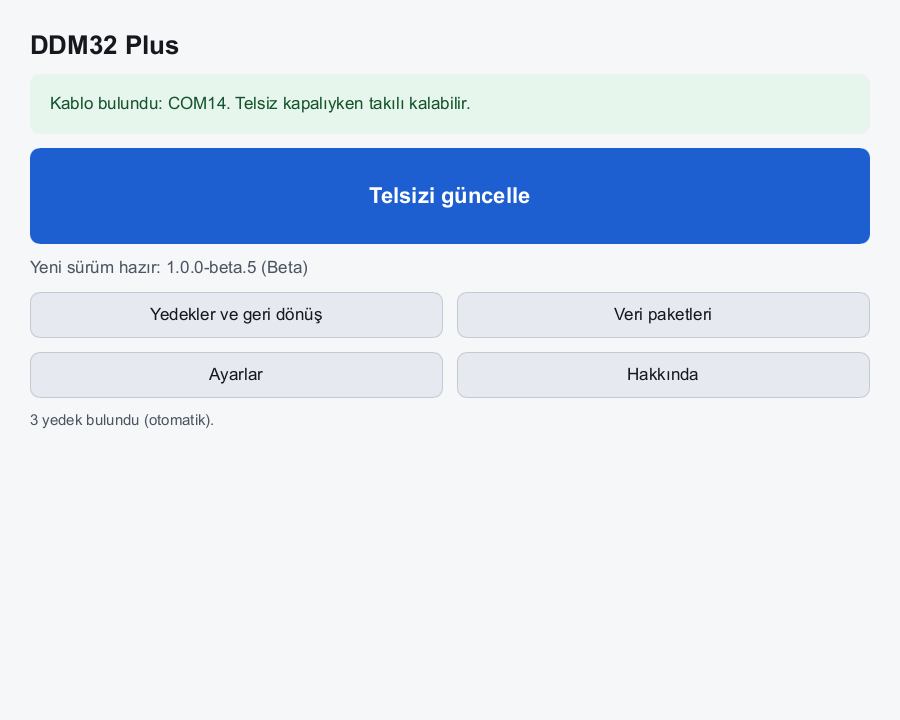 DDM32 Plus
Kablo bulundu: COM14. Telsiz kapalıyken takılı kalabilir.
Telsizi güncelle
Yeni sürüm hazır: 1.0.0-beta.5 (Beta)
Yedekler ve geri dönüş
Veri paketleri
Ayarlar
Hakkında
3 yedek bulundu (otomatik).